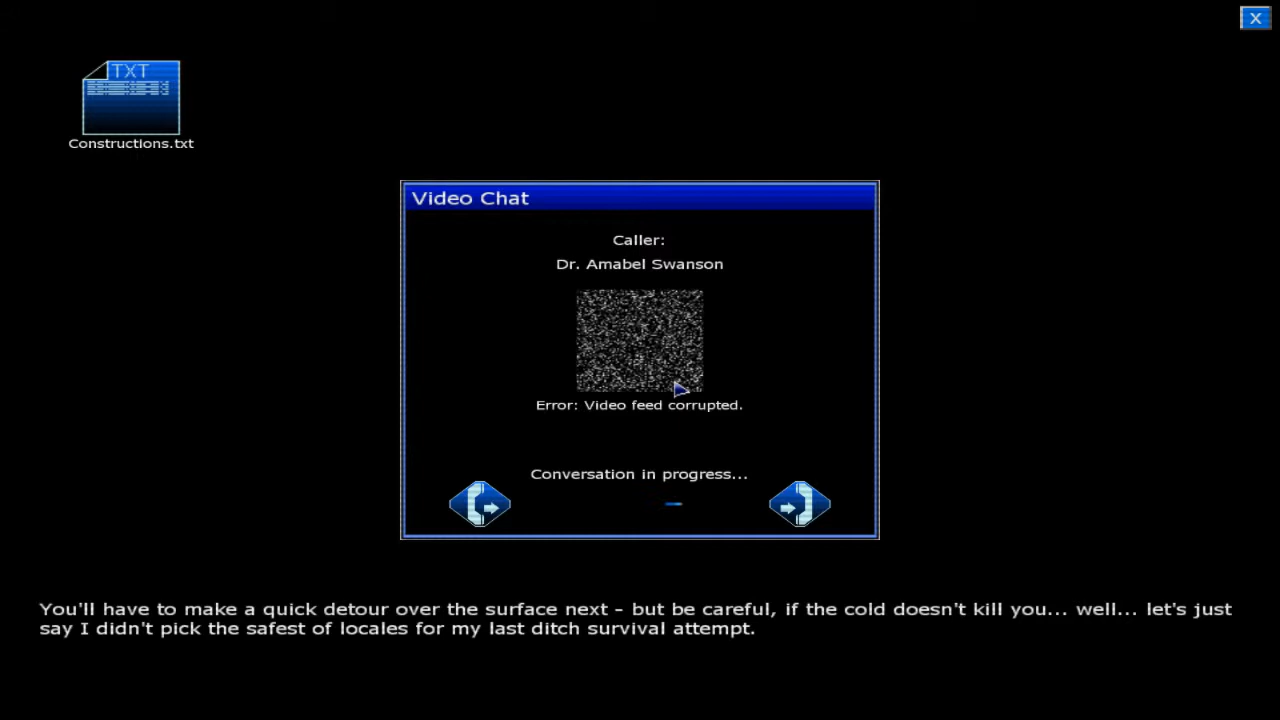 X
TXT
Constructions.txt
Video Chat
Caller:
Dr. Amabel Swanson
Error: Video feed corrupted.
Conversation in progress...
You'll have to make a quick detour over the surface next - but be careful, if the cold doesn't kill you... well... let's just
say I didn't pick the safest of locales for my last ditch survival attempt.